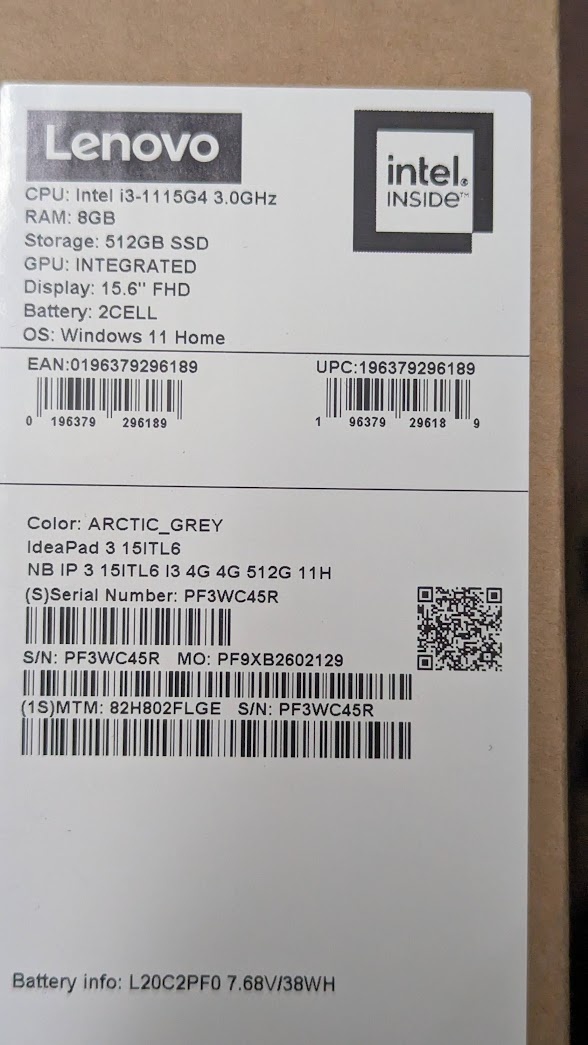 Lenovo
intel.
INSIDE™
CPU: Intel i3-1115G4 3.0GHz
RAM: 8GB
Storage: 512GB SSD
GPU: INTEGRATED
Display: 15.6" FHD
Battery: 2CELL
OS: Windows 11 Home
EAN:0196379296189
0 196379 296189
UPC:196379296189
1 96379 29618 9
Color: ARCTIC_GREY
IdeaPad 3 15ITL6
NB IP 3 15ITL6 I3 4G 4G 512G 11H
(S)Serial Number: PF3WC45R
S/N: PF3WC45R MO: PF9XB2602129
(1S)MTM: 82H802FLGE S/N: PF3WC45R
Battery info: L20C2PF0 7.68V/38WH